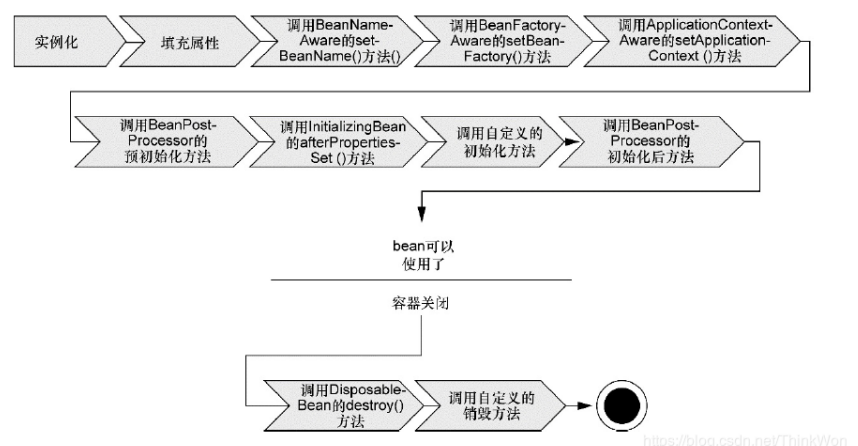 实例化
填充属性
调用BeanName-
Aware的set-
BeanName()方法()
调用BeanFactory-
Aware的setBean-
Factory()方法
调用ApplicationContext-
Aware的setApplication-
Context ()方法
调用BeanPost-
Processor的
预初始化方法
调用InitializingBean
的afterProperties-
Set ()方法
调用自定义的
初始化方法
调用BeanPost-
Processor的
初始化后方法
bean可以
使用了
容器关闭
调用Disposable-
Bean的destroy()
方法
调用自定义的
销毁方法
https://blog.csdn.net/ThinkWon